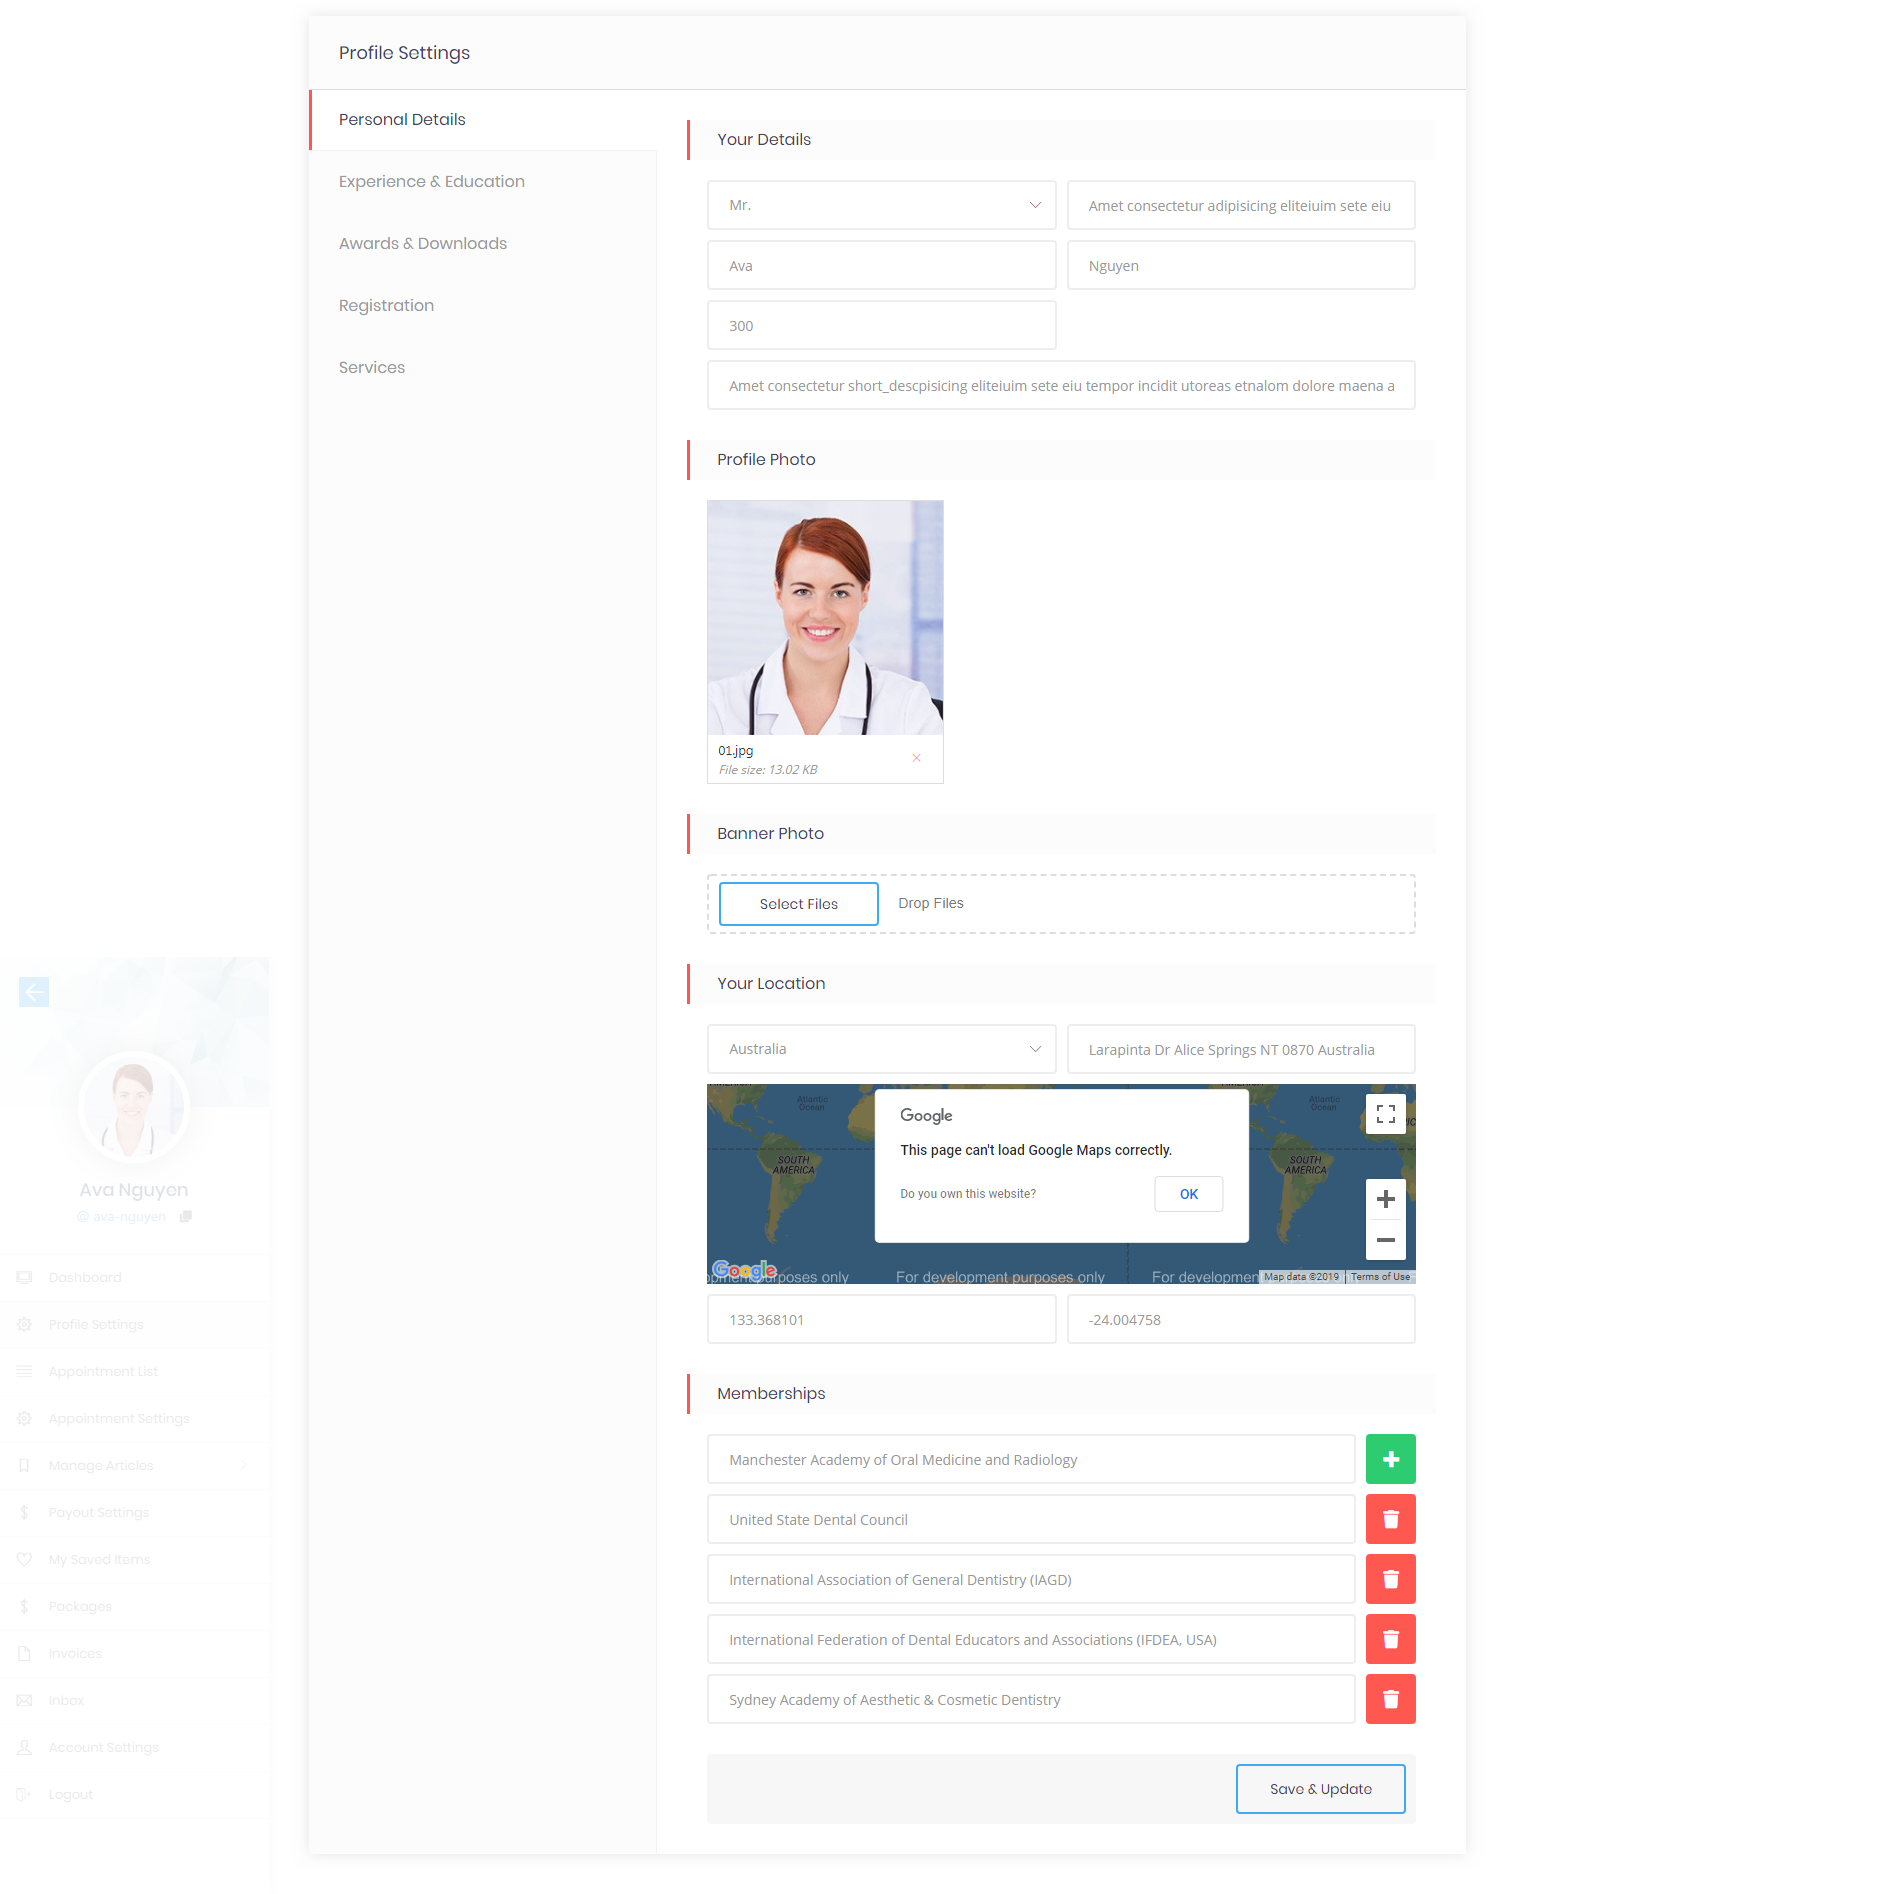 Profile Settings
Personal Details
Experience & Education
Awards & Downloads
Registration
Services
Your Details
Mr.
Amet consectetur adipisicing eliteiuim sete eiu
Ava
Nguyen
300
Amet consectetur short_descpisicing eliteiuim sete eiu tempor incidit utoreas etnalom dolore maena a
Profile Photo
01.jpg
File size: 13.02 KB
Banner Photo
Select Files
Drop Files
Your Location
Australia
Larapinta Dr Alice Springs NT 0870 Australia
Atlantic
Ocean
Atlantic
Ocean
SOUTH
AMERICA
SOUTH
AMERICA
Google
This page can't load Google Maps correctly.
Do you own this website?
OK
Google
opment purposes only
For development purposes only
For development
Map data ©2019
Terms of Use
133.368101
-24.004758
Memberships
Manchester Academy of Oral Medicine and Radiology
United State Dental Council
International Association of General Dentistry (IAGD)
International Federation of Dental Educators and Associations (IFDEA, USA)
Sydney Academy of Aesthetic & Cosmetic Dentistry
Save & Update
Ava Nguyen
@ ava-nguyen
Dashboard
Profile Settings
Appointment List
Appointment Settings
Manage Articles
Payout Settings
My Saved Items
Packages
Invoices
Inbox
Account Settings
Logout